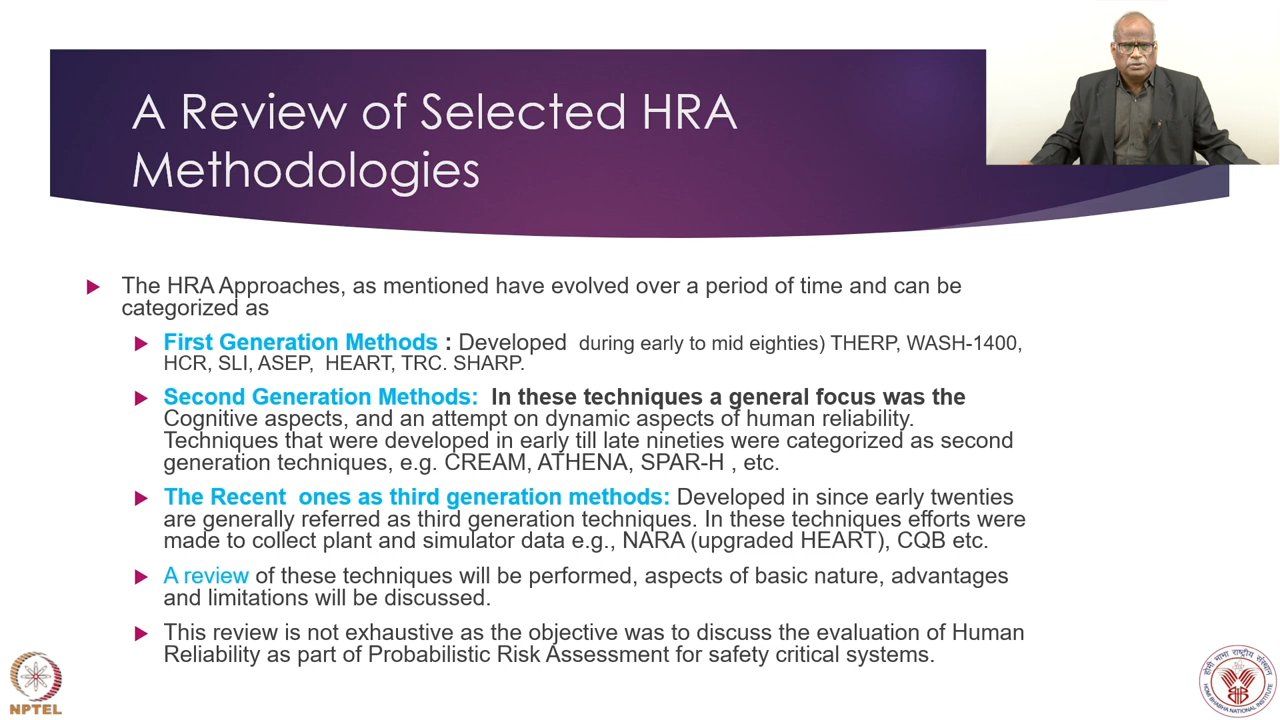 A Review of Selected HRA
Methodologies
The HRA Approaches, as mentioned have evolved over a period of time and can be
categorized as
First Generation Methods : Developed during early to mid eighties) THERP, WASH-1400,
HCR, SLI, ASEP, HEART, TRC. SHARP.
Second Generation Methods: In these techniques a general focus was the
Cognitive aspects, and an attempt on dynamic aspects of human reliability.
Techniques that were developed in early till late nineties were categorized as second
generation techniques, e.g. CREAM, ATHENA, SPAR-H , etc.
The Recent ones as third generation methods: Developed in since early twenties
are generally referred as third generation techniques. In these techniques efforts were
made to collect plant and simulator data e.g., NARA (upgraded HEART), CQB etc.
A review of these techniques will be performed, aspects of basic nature, advantages
and limitations will be discussed.
This review is not exhaustive as the objective was to discuss the evaluation of Human
Reliability as part of Probabilistic Risk Assessment for safety critical systems.
NPTEL
होमी भाभा राष्ट्रीय संस्थान
HOMI BHABHA NATIONAL INSTITUTE